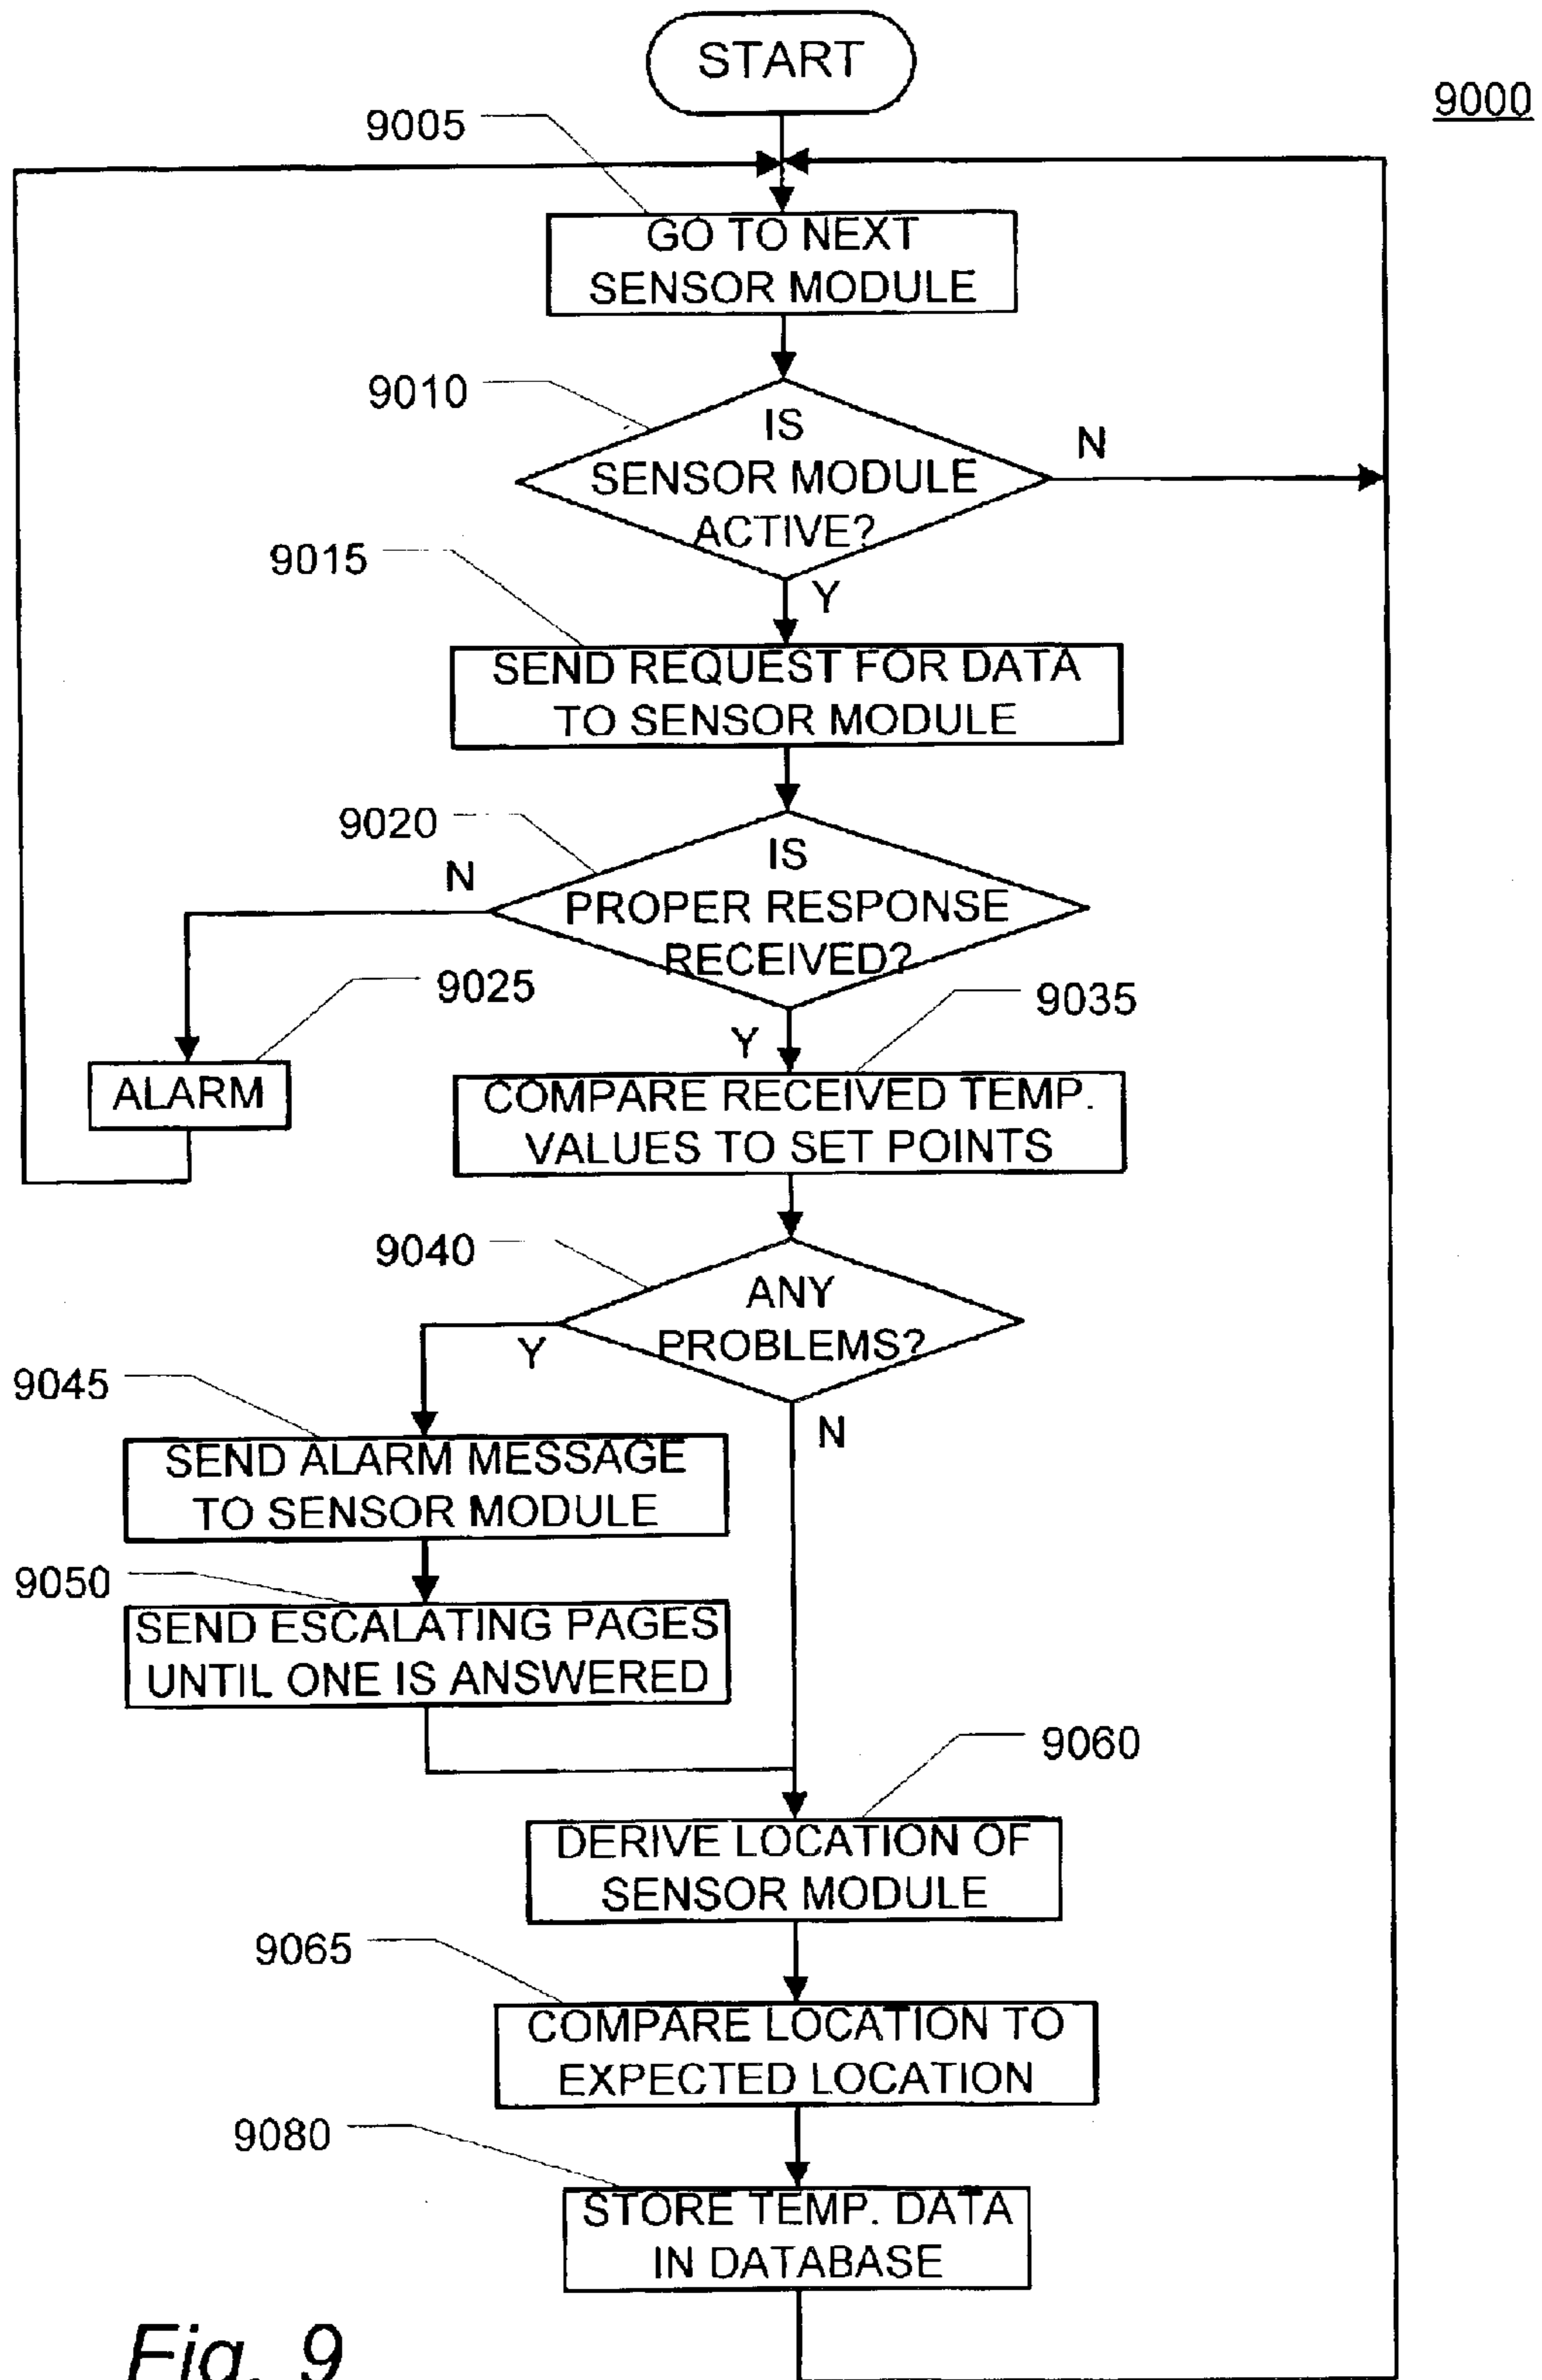 START
9000
9005
GO TO NEXT
SENSOR MODULE
9010
IS
SENSOR MODULE
ACTIVE?
N
Y
9015
SEND REQUEST FOR DATA
TO SENSOR MODULE
9020
IS
PROPER RESPONSE
RECEIVED?
N
Y
9025
ALARM
9035
COMPARE RECEIVED TEMP.
VALUES TO SET POINTS
9040
ANY
PROBLEMS?
Y
N
9045
SEND ALARM MESSAGE
TO SENSOR MODULE
9050
SEND ESCALATING PAGES
UNTIL ONE IS ANSWERED
9060
DERIVE LOCATION OF
SENSOR MODULE
9065
COMPARE LOCATION TO
EXPECTED LOCATION
9080
STORE TEMP. DATA
IN DATABASE
Fig. 9